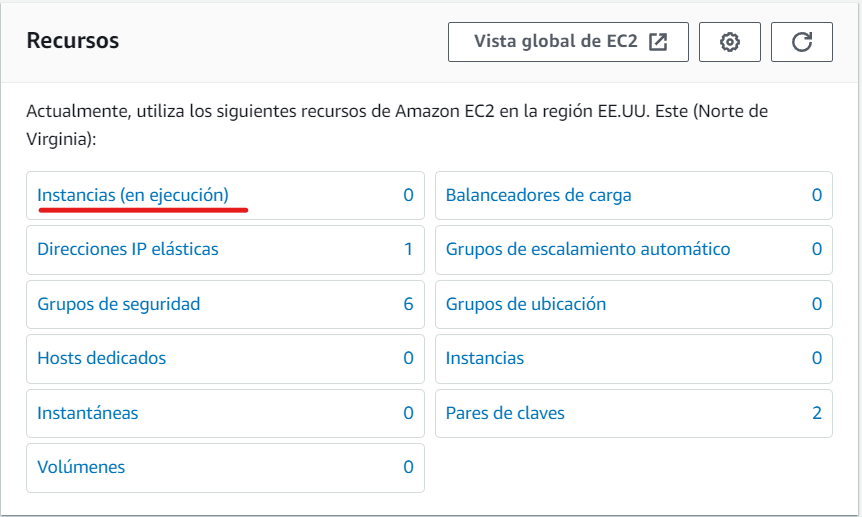 Recursos
Vista global de EC2
Actualmente, utiliza los siguientes recursos de Amazon EC2 en la región EE.UU. Este (Norte de
Virginia):
Instancias (en ejecución) 0
Balanceadores de carga 0
Direcciones IP elásticas 1
Grupos de escalamiento automático 0
Grupos de seguridad 6
Grupos de ubicación 0
Hosts dedicados 0
Instancias 0
Instantáneas 0
Pares de claves 2
Volúmenes 0